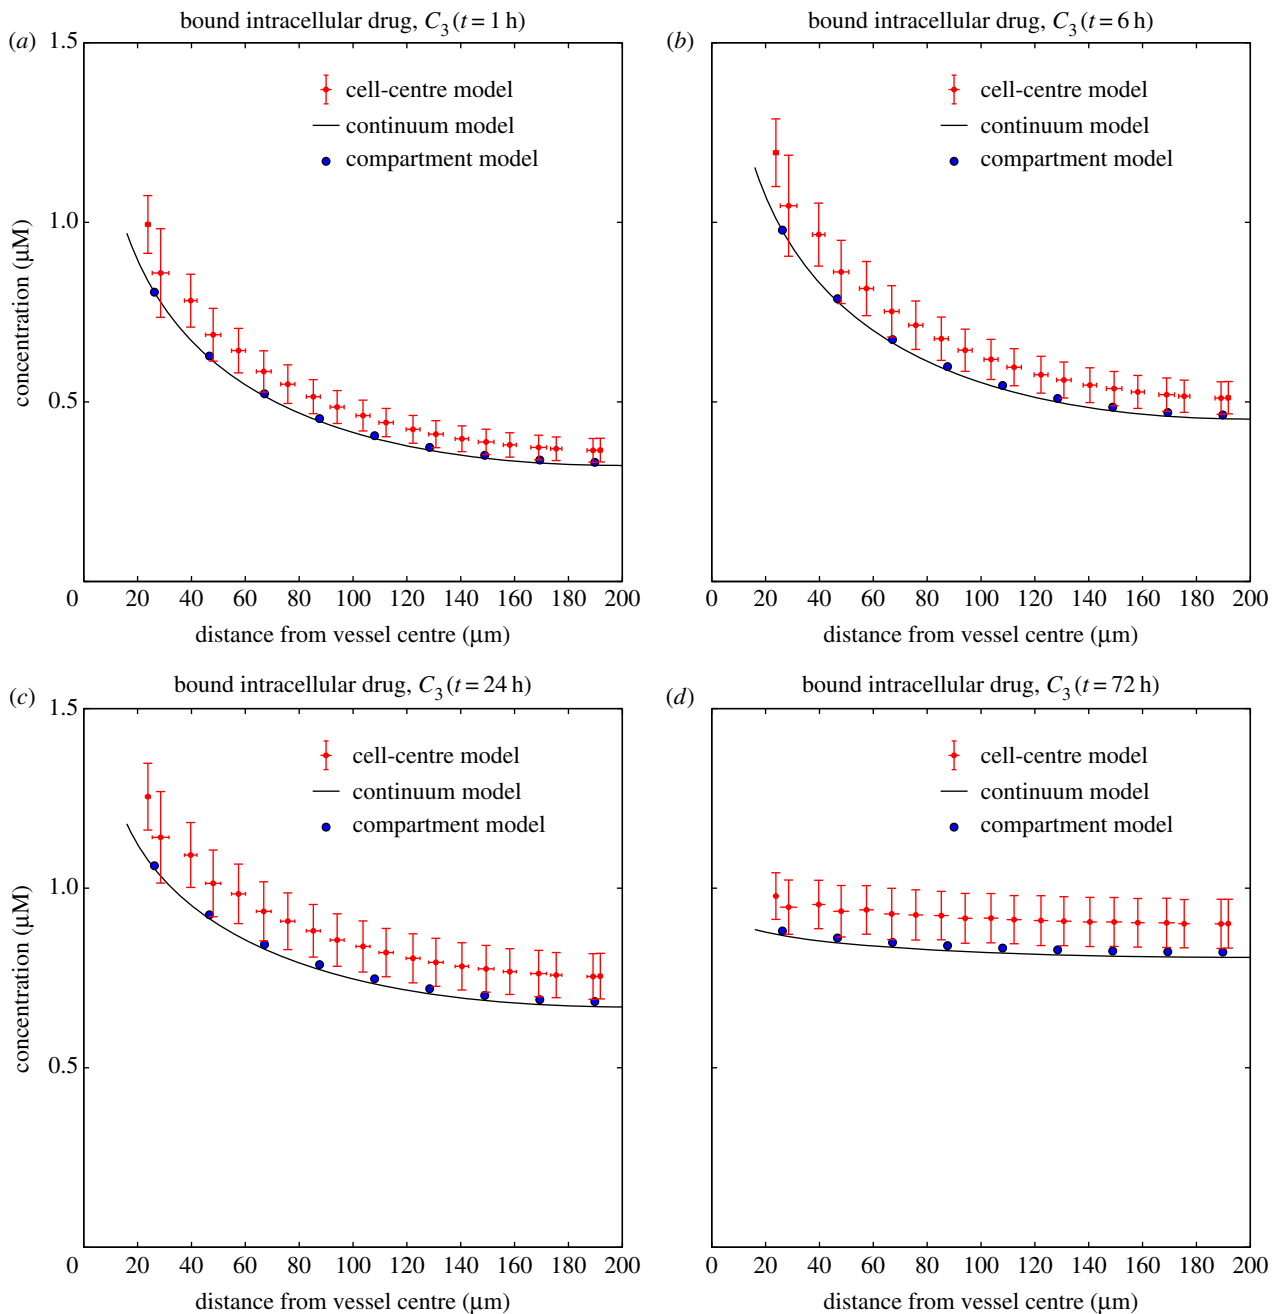 bound intracellular drug, C3 (t = 1 h)
(a)
1.5
1.0
0.5
concentration (μM)
cell-centre model
continuum model
compartment model
0 20 40 60 80 100 120 140 160 180 200
distance from vessel centre (μm)
bound intracellular drug, C3 (t = 6 h)
(b)
cell-centre model
continuum model
compartment model
0 20 40 60 80 100 120 140 160 180 200
distance from vessel centre (μm)
bound intracellular drug, C3 (t = 24 h)
(c)
1.5
1.0
0.5
concentration (μM)
cell-centre model
continuum model
compartment model
0 20 40 60 80 100 120 140 160 180 200
distance from vessel centre (μm)
bound intracellular drug, C3 (t = 72 h)
(d)
cell-centre model
continuum model
compartment model
0 20 40 60 80 100 120 140 160 180 200
distance from vessel centre (μm)